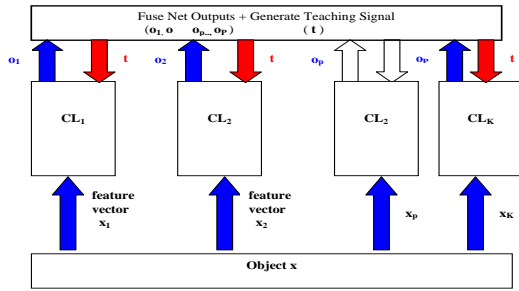 Fuse Net Outputs + Generate Teaching Signal
(o1, o op..., oP) ( t )
o1 t o2 t op oP t
CL1 CL2 CL2 CLK
feature feature
vector vector
x1 x2 xp xK
Object x